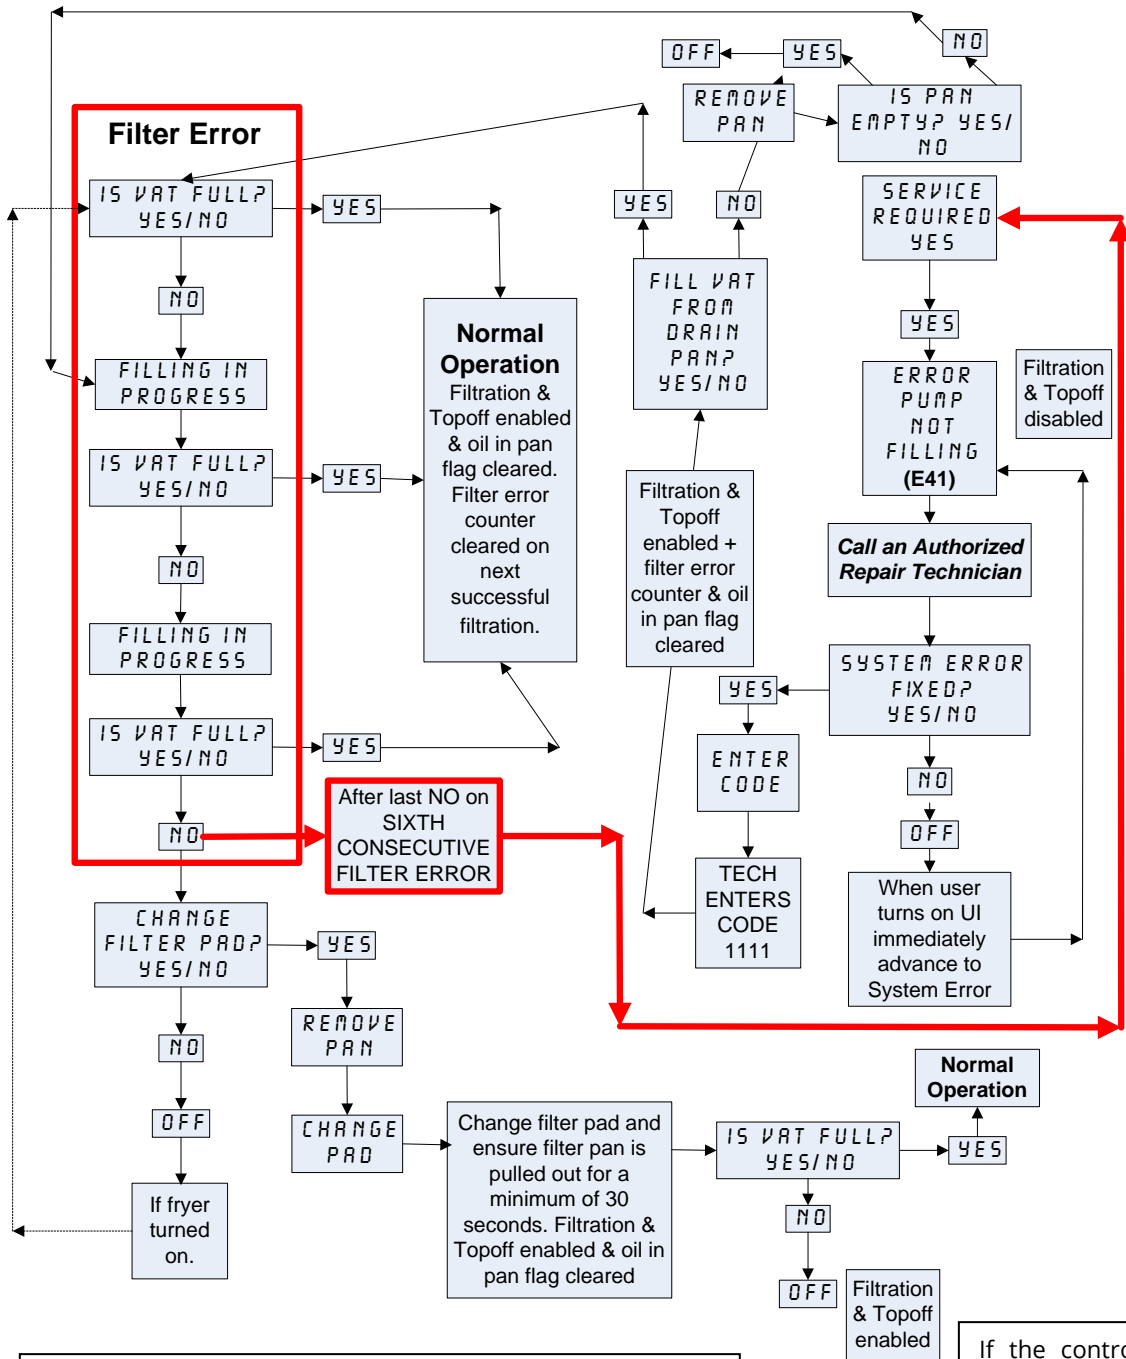 NO
OFF
YES
REMOVE
PAN
IS PAN
EMPTY? YES/
NO
Filter Error
IS VAT FULL?
YES/NO
YES
YES
NO
SERVICE
REQUIRED
YES
NO
FILL VAT
FROM
DRAIN
PAN?
YES/NO
YES
Normal
Operation
Filtration &
Topoff enabled
& oil in pan
flag cleared.
Filter error
counter
cleared on
next
successful
filtration.
FILLING IN
PROGRESS
ERROR
PUMP
NOT
FILLING
(E41)
Filtration
& Topoff
disabled
IS VAT FULL?
YES/NO
YES
Filtration &
Topoff
enabled +
filter error
counter & oil
in pan flag
cleared
Call an Authorized
Repair Technician
NO
FILLING IN
PROGRESS
SYSTEM ERROR
FIXED?
YES/NO
YES
IS VAT FULL?
YES/NO
YES
ENTER
CODE
NO
NO
After last NO on
SIXTH
CONSECUTIVE
FILTER ERROR
OFF
TECH
ENTERS
CODE
1111
When user
turns on UI
immediately
advance to
System Error
CHANGE
FILTER PAD?
YES/NO
YES
REMOVE
PAN
NO
CHANGE
PAD
OFF
Change filter pad and
ensure filter pan is
pulled out for a
minimum of 30
seconds. Filtration &
Topoff enabled & oil in
pan flag cleared
IS VAT FULL?
YES/NO
YES
Normal
Operation
If fryer
turned
on.
NO
OFF
Filtration
& Topoff
enabled
If the contro